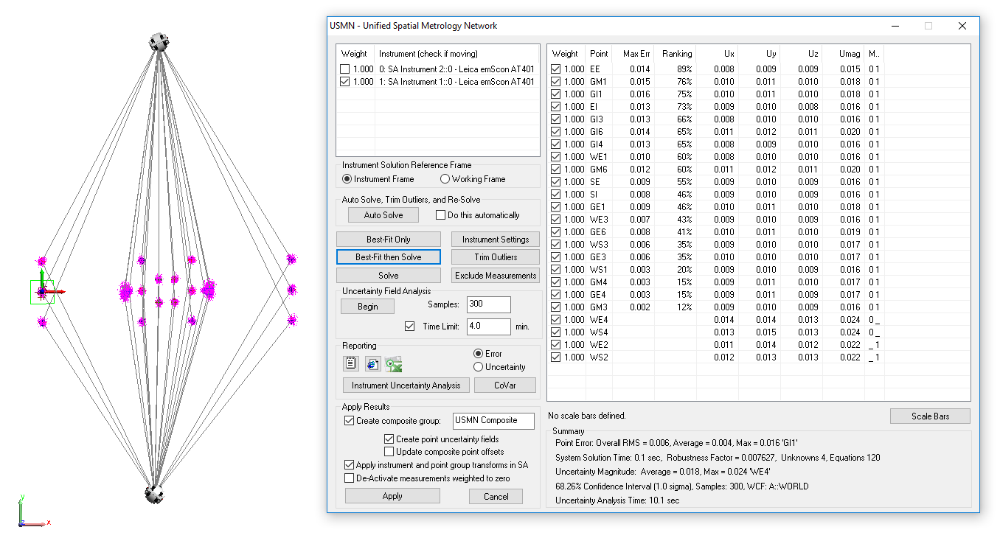 USMN - Unified Spatial Metrology Network
Weight Instrument (check if moving)
1.000 0: SA Instrument 2::0 - Leica emScon AT401
1.000 1: SA Instrument 1::0 - Leica emScon AT401
Instrument Solution Reference Frame
Instrument Frame Working Frame
Auto Solve, Trim Outliers, and Re-Solve
Auto Solve Do this automatically
Best-Fit Only Instrument Settings
Best-Fit then Solve Trim Outliers
Solve Exclude Measurements
Uncertainty Field Analysis
Begin Samples: 300
Time Limit: 4.0 min.
Reporting
Error
Uncertainty
Instrument Uncertainty Analysis CoVar
Apply Results
Create composite group: USMN Composite
Create point uncertainty fields
Update composite point offsets
Apply instrument and point group transforms in SA
De-Activate measurements weighted to zero
Apply Cancel
Weight Point Max Err Ranking Ux Uy Uz Umag M..
1.000 EE 0.014 89% 0.008 0.009 0.009 0.015 0 1
1.000 GM1 0.015 76% 0.010 0.011 0.010 0.018 0 1
1.000 GI1 0.016 75% 0.010 0.011 0.010 0.018 0 1
1.000 EI 0.013 73% 0.009 0.010 0.008 0.016 0 1
1.000 GI3 0.013 66% 0.008 0.010 0.010 0.016 0 1
1.000 GI6 0.014 65% 0.011 0.012 0.011 0.020 0 1
1.000 GI4 0.013 65% 0.008 0.009 0.010 0.016 0 1
1.000 WE1 0.010 60% 0.008 0.010 0.010 0.016 0 1
1.000 GM6 0.012 60% 0.011 0.012 0.011 0.020 0 1
1.000 SE 0.009 55% 0.009 0.010 0.009 0.016 0 1
1.000 SI 0.008 46% 0.009 0.010 0.009 0.016 0 1
1.000 GE1 0.009 46% 0.010 0.011 0.010 0.018 0 1
1.000 WE3 0.007 43% 0.009 0.010 0.009 0.016 0 1
1.000 GE6 0.008 41% 0.010 0.011 0.010 0.019 0 1
1.000 WS3 0.006 35% 0.009 0.010 0.010 0.017 0 1
1.000 GE3 0.006 35% 0.010 0.010 0.010 0.017 0 1
1.000 WS1 0.003 20% 0.009 0.010 0.009 0.016 0 1
1.000 GM4 0.003 15% 0.009 0.011 0.010 0.017 0 1
1.000 GE4 0.003 15% 0.009 0.011 0.009 0.017 0 1
1.000 GM3 0.002 12% 0.009 0.010 0.009 0.016 0 1
1.000 WE4 0.014 0.014 0.013 0.024 0 _
1.000 WS4 0.013 0.015 0.013 0.024 0 _
1.000 WE2 0.011 0.014 0.012 0.022 _ 1
1.000 WS2 0.012 0.013 0.013 0.022 _ 1
No scale bars defined. Scale Bars
Summary
Point Error: Overall RMS = 0.006, Average = 0.004, Max = 0.016 'GI1'
System Solution Time: 0.1 sec, Robustness Factor = 0.007627, Unknowns 4, Equations 120
Uncertainty Magnitude: Average = 0.018, Max = 0.024 'WE4'
68.26% Confidence Interval (1.0 sigma), Samples: 300, WCF: A::WORLD
Uncertainty Analysis Time: 10.1 sec
y
z x